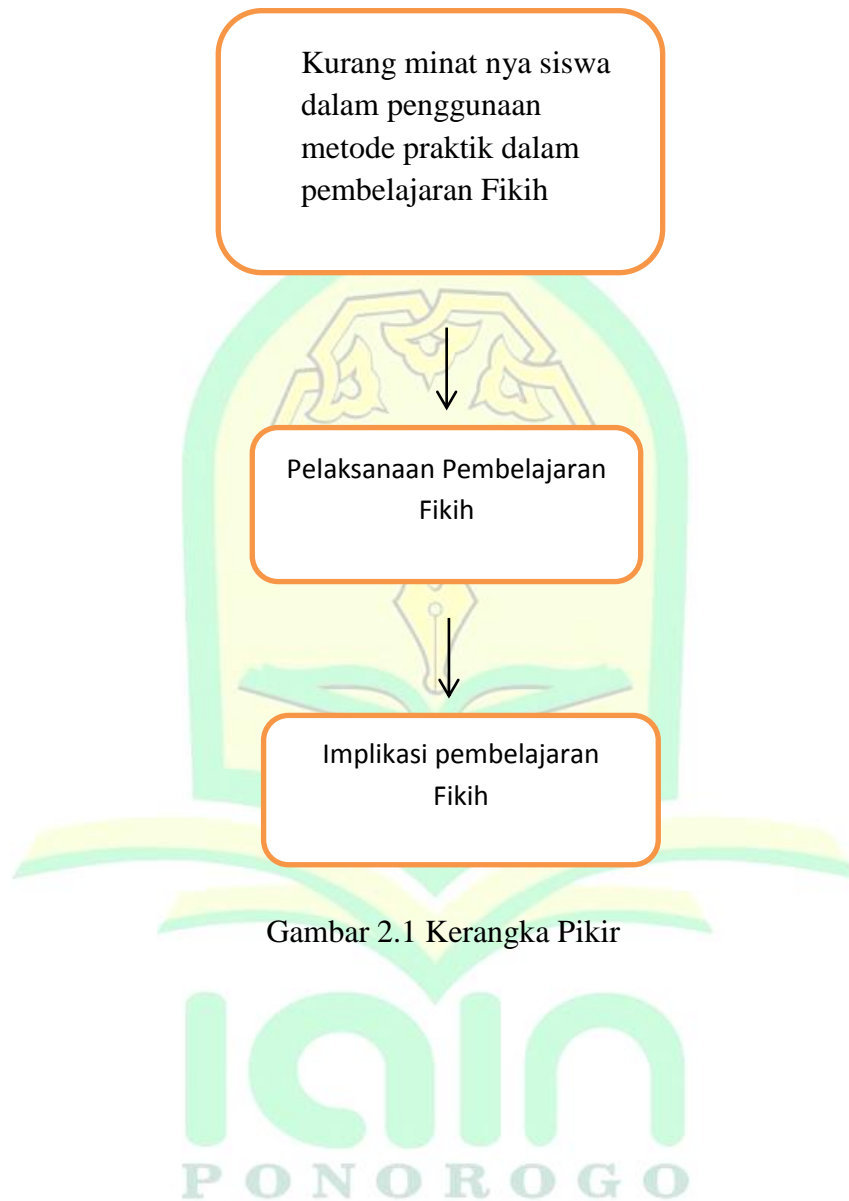 Kurang minat nya siswa
dalam penggunaan
metode praktik dalam
pembelajaran Fikih
Pelaksanaan Pembelajaran
Fikih
Implikasi pembelajaran
Fikih
Gambar 2.1 Kerangka Pikir
iain
PONOROGO